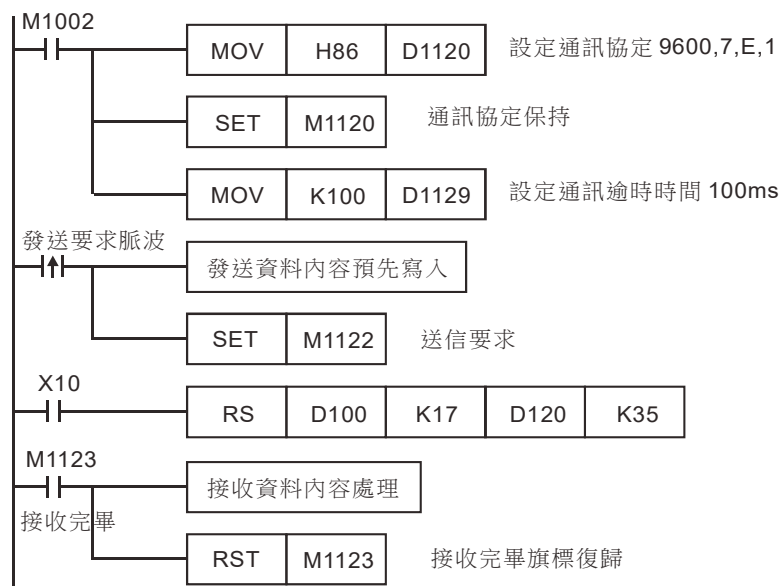 M1002
MOV H86 D1120 設定通訊協定 9600,7,E,1
SET M1120 通訊協定保持
MOV K100 D1129 設定通訊逾時時間 100ms
發送要求脈波
發送資料內容預先寫入
SET M1122 送信要求
X10
RS D100 K17 D120 K35
M1123
接收資料內容處理
接收完畢
RST M1123 接收完畢旗標復歸